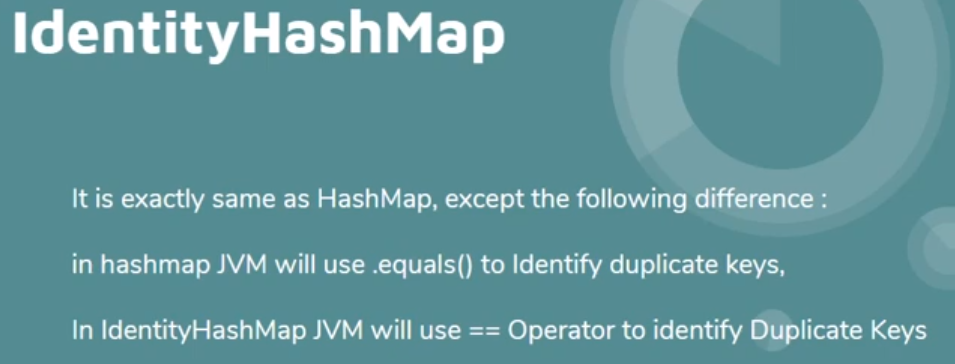 IdentityHashMap
It is exactly same as HashMap, except the following difference :
in hashmap JVM will use .equals() to Identify duplicate keys,
In IdentityHashMap JVM will use == Operator to identify Duplicate Keys